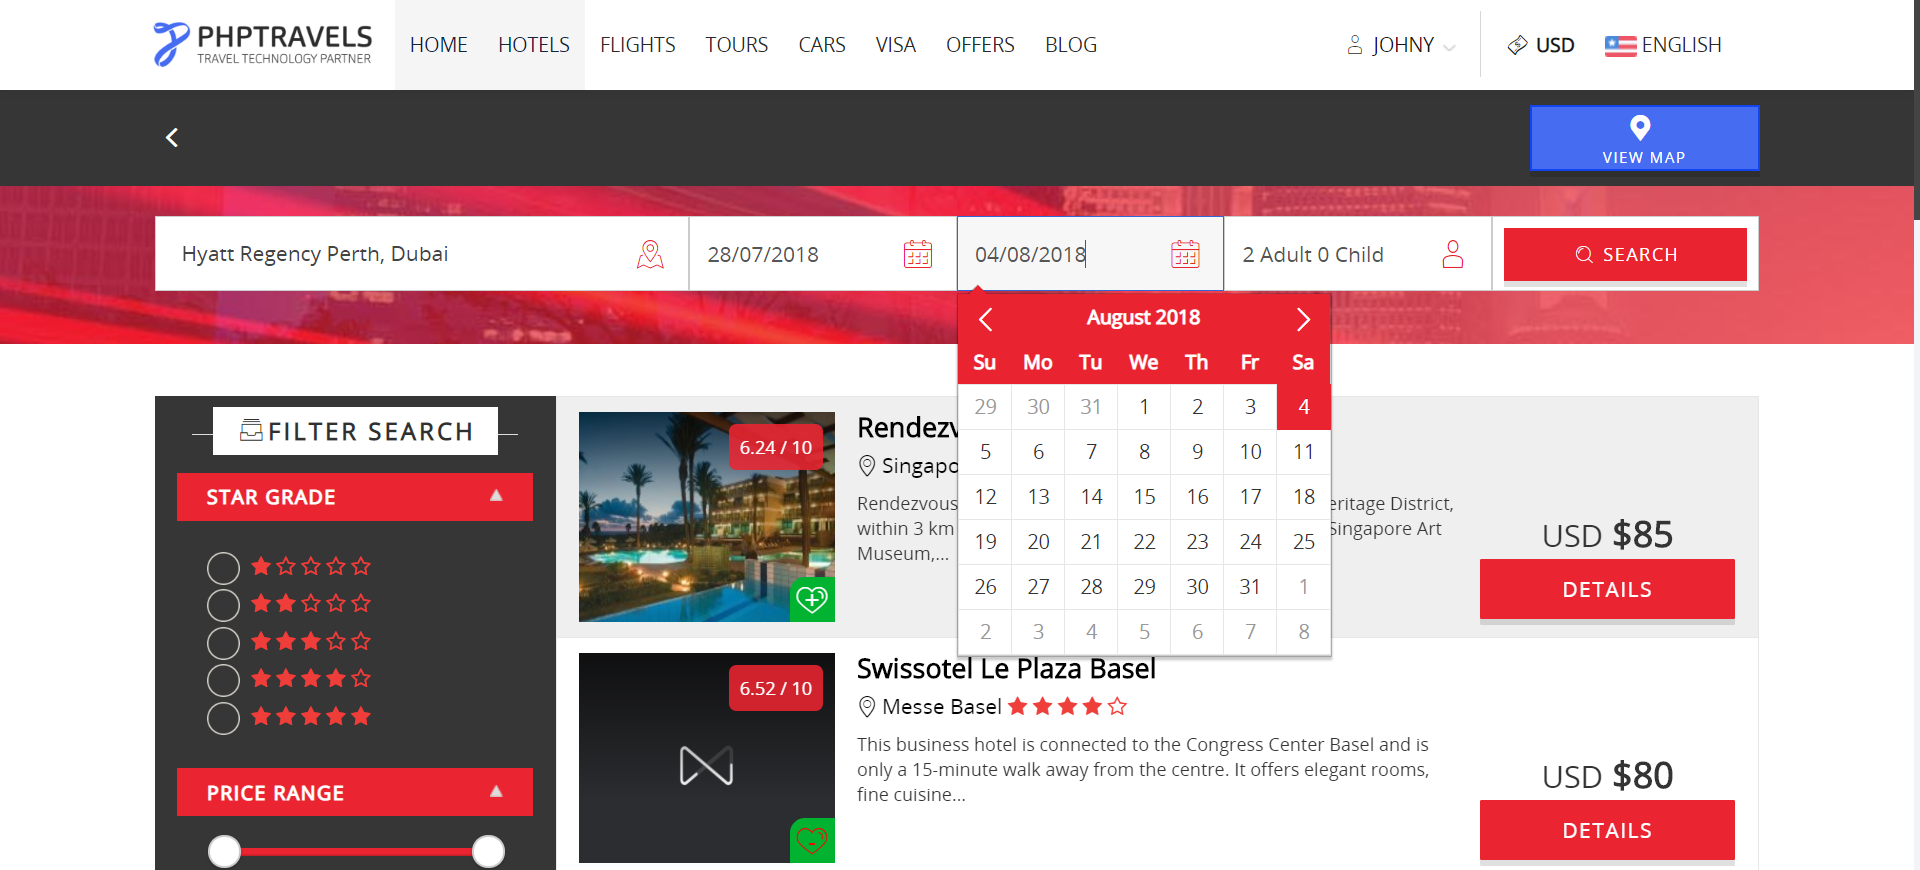 PHPTRAVELS
TRAVEL TECHNOLOGY PARTNER
HOME HOTELS FLIGHTS TOURS CARS VISA OFFERS BLOG
JOHNY USD ENGLISH
VIEW MAP
Hyatt Regency Perth, Dubai 28/07/2018 04/08/2018 2 Adult 0 Child SEARCH
August 2018
Su Mo Tu We Th Fr Sa
29 30 31 1 2 3 4
5 6 7 8 9 10 11
12 13 14 15 16 17 18
19 20 21 22 23 24 25
26 27 28 29 30 31 1
2 3 4 5 6 7 8
FILTER SEARCH
STAR GRADE
PRICE RANGE
6.24 / 10
Rendezv
Singapo
Rendezvous eritage District,
within 3 km Singapore Art
Museum,...
USD $85
DETAILS
6.52 / 10
Swissotel Le Plaza Basel
Messe Basel
This business hotel is connected to the Congress Center Basel and is
only a 15-minute walk away from the centre. It offers elegant rooms,
fine cuisine...
USD $80
DETAILS